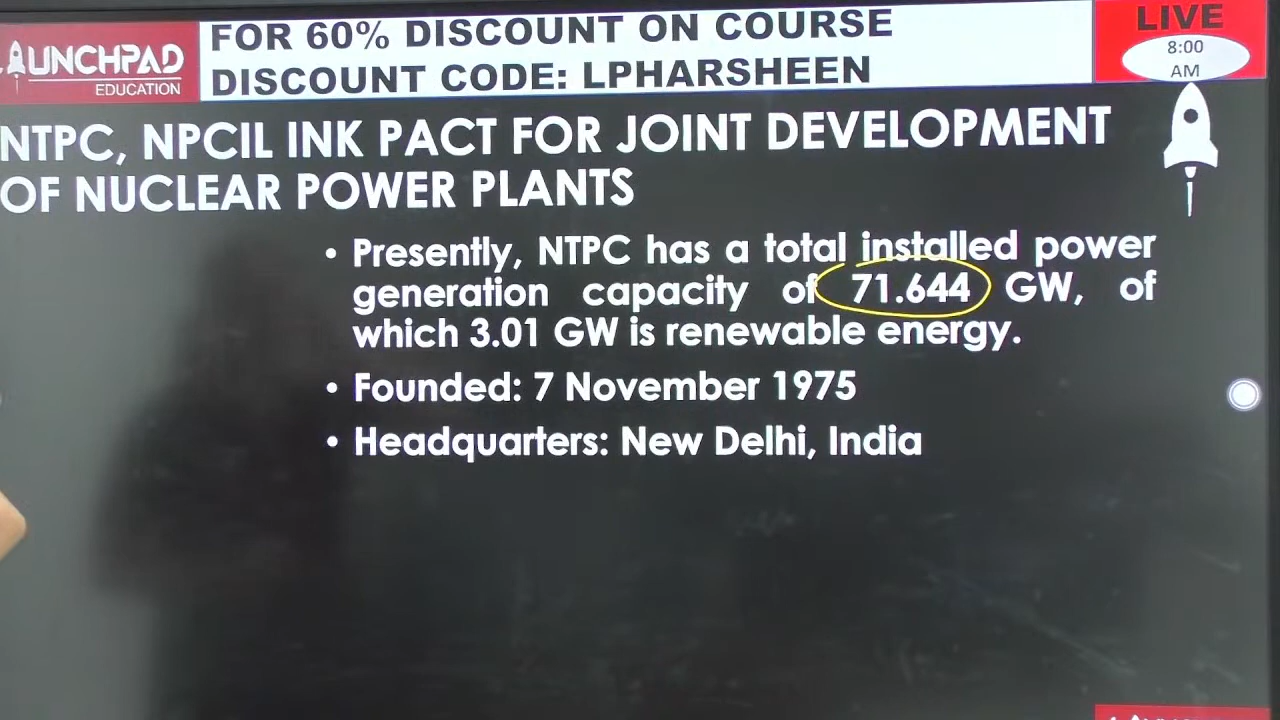 LAUNCHPAD
EDUCATION
FOR 60% DISCOUNT ON COURSE
DISCOUNT CODE: LPHARSHEEN
LIVE
8:00
AM
NTPC, NPCIL INK PACT FOR JOINT DEVELOPMENT
OF NUCLEAR POWER PLANTS
• Presently, NTPC has a total installed power
generation capacity of 71.644 GW, of
which 3.01 GW is renewable energy.
• Founded: 7 November 1975
• Headquarters: New Delhi, India